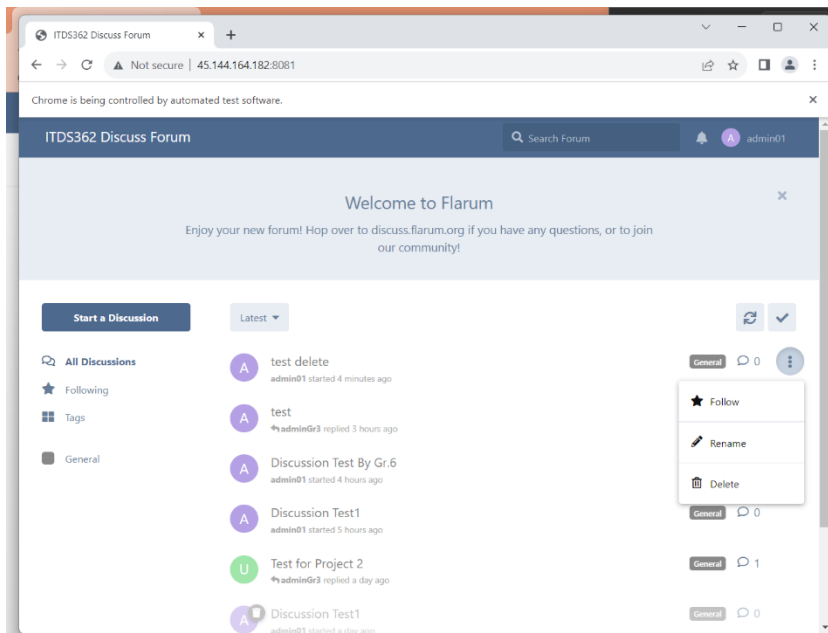 ITDS362 Discuss Forum
Not secure | 45.144.164.182:8081
Chrome is being controlled by automated test software.
ITDS362 Discuss Forum
Search Forum
A admin01
Welcome to Flarum
Enjoy your new forum! Hop over to discuss.flarum.org if you have any questions, or to join
our community!
Start a Discussion
Latest
All Discussions
Following
Tags
General
A test delete General 0
admin01 started 4 minutes ago
Follow
Rename
Delete
A test
adminGr3 replied 3 hours ago
A Discussion Test By Gr.6
admin01 started 4 hours ago
A Discussion Test1 General 0
admin01 started 5 hours ago
U Test for Project 2 General 1
adminGr3 replied a day ago
A Discussion Test1 General 0
admin01 started a day ago